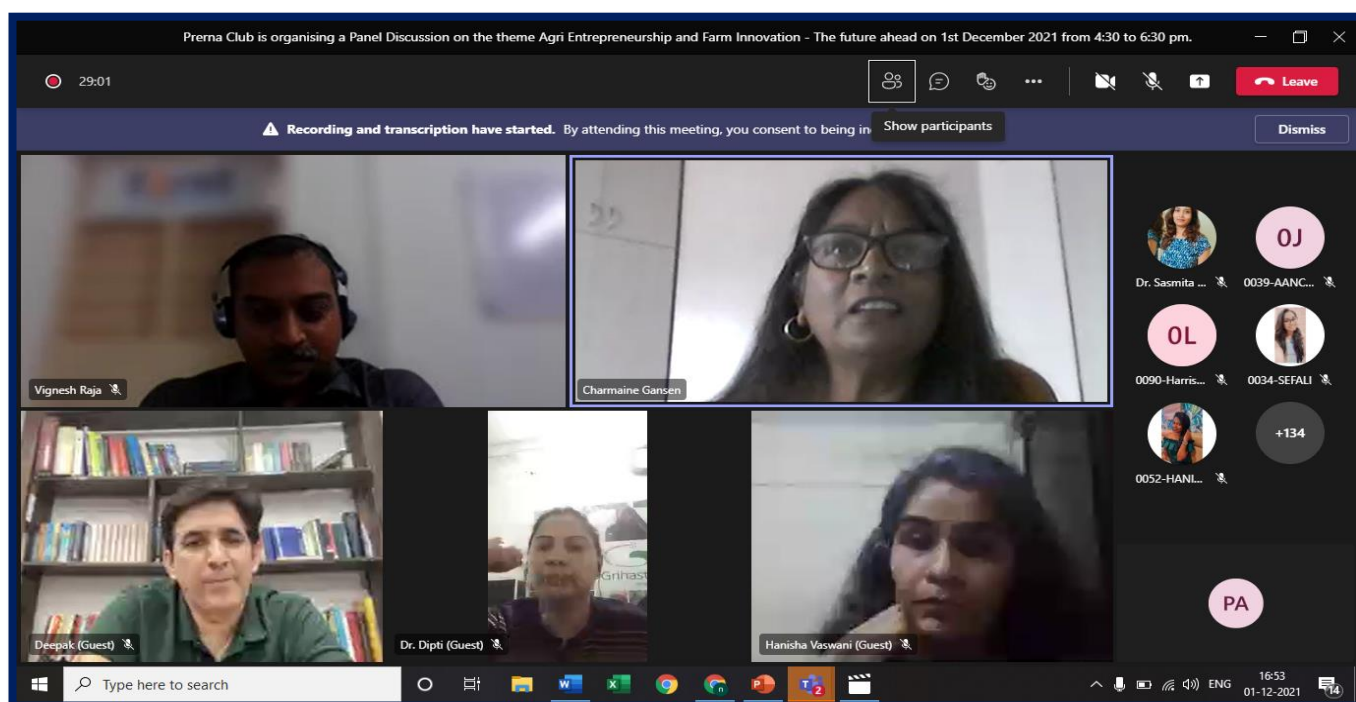 Prerna Club is organising a Panel Discussion on the theme Agri Entrepreneurship and Farm Innovation - The future ahead on 1st December 2021 from 4:30 to 6:30 pm.
29:01
Leave
Recording and transcription have started. By attending this meeting, you consent to being in
Show participants
Dismiss
Vignesh Raja
Charmaine Gansen
Dr. Sasmita ...
OJ
0039-AANC...
OL
0090-Harris...
0034-SEFALI
0052-HANI...
+134
Deepak (Guest)
Dr. Dipti (Guest)
Grihast
Hanisha Vaswani (Guest)
PA
Type here to search
2
ENG
16:53
01-12-2021
14